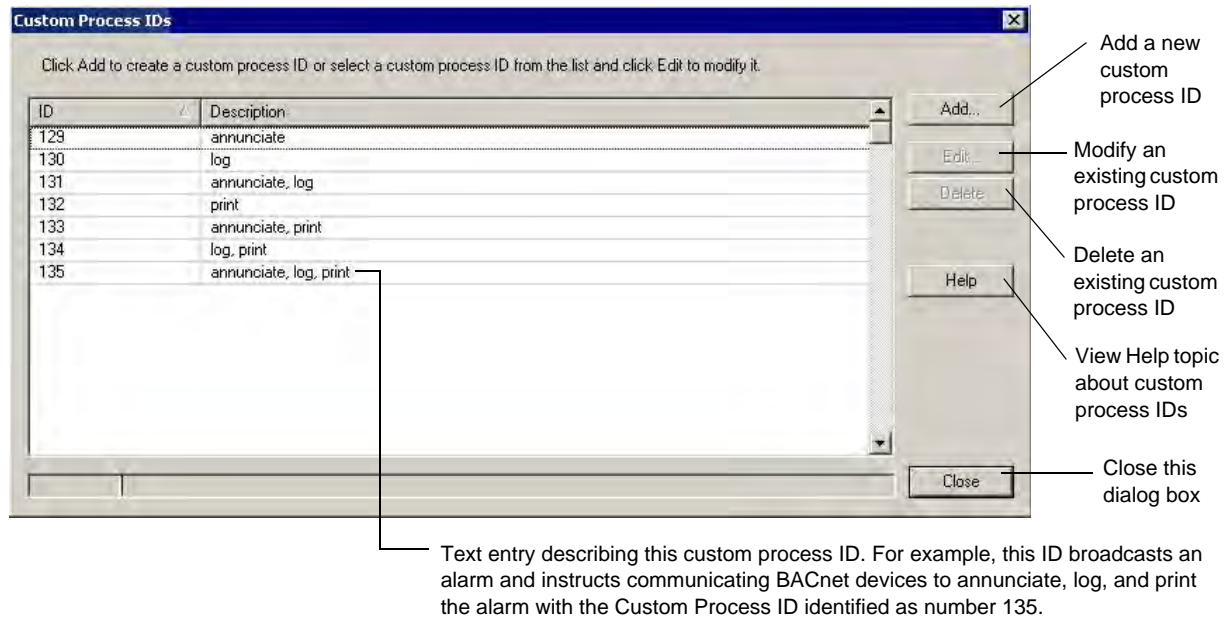 Custom Process IDs
Click Add to create a custom process ID or select a custom process ID from the list and click Edit to modify it.
ID Description
129 annunciate
130 log
131 annunciate, log
132 print
133 annunciate, print
134 log, print
135 annunciate, log, print
Add...
Edit...
Delete
Help
Close
Add a new
custom
process ID
Modify an
existing custom
process ID
Delete an
existing custom
process ID
View Help topic
about custom
process IDs
Close this
dialog box
Text entry describing this custom process ID. For example, this ID broadcasts an
alarm and instructs communicating BACnet devices to annunciate, log, and print
the alarm with the Custom Process ID identified as number 135.